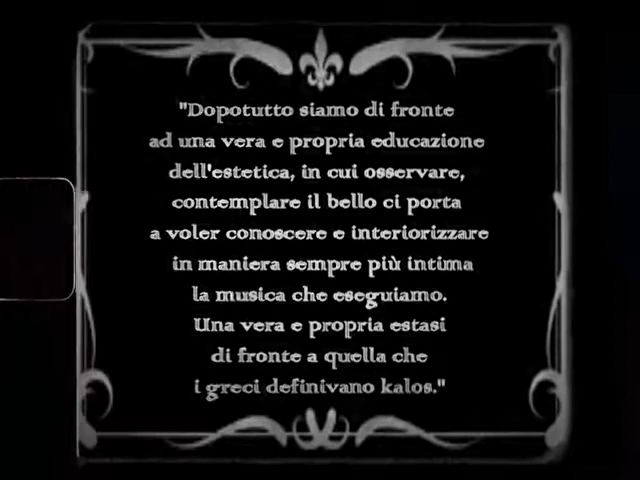 "Dopotutto siamo di fronte
ad una vera e propria educazione
dell'estetica, in cui osservare,
contemplare il bello ci porta
a voler conoscere e interiorizzare
in maniera sempre più intima
la musica che eseguiamo.
Una vera e propria estasi
di fronte a quella che
i greci definivano kalos."